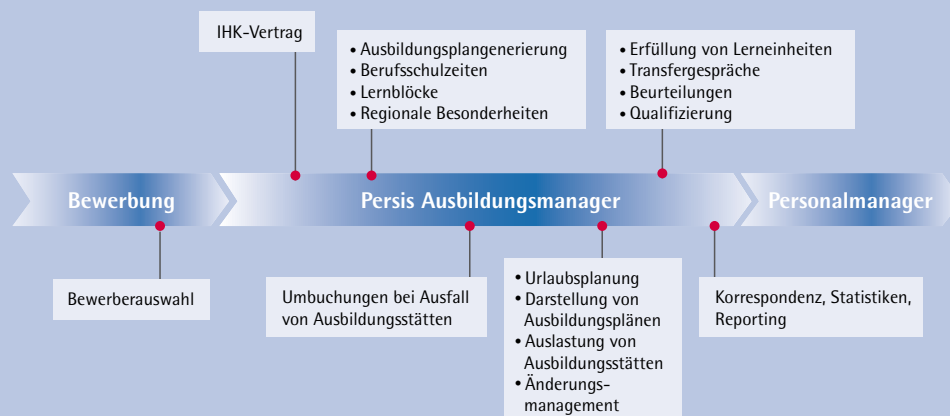 IHK-Vertrag
• Ausbildungsplangenerierung
• Berufsschulzeiten
• Lernblöcke
• Regionale Besonderheiten
• Erfüllung von Lerneinheiten
• Transfergespräche
• Beurteilungen
• Qualifizierung
Bewerbung
Persis Ausbildungsmanager
Personalmanager
Bewerberauswahl
Umbuchungen bei Ausfall
von Ausbildungsstätten
• Urlaubsplanung
• Darstellung von
Ausbildungsplänen
• Auslastung von
Ausbildungsstätten
• Änderungs-
management
Korrespondenz, Statistiken,
Reporting